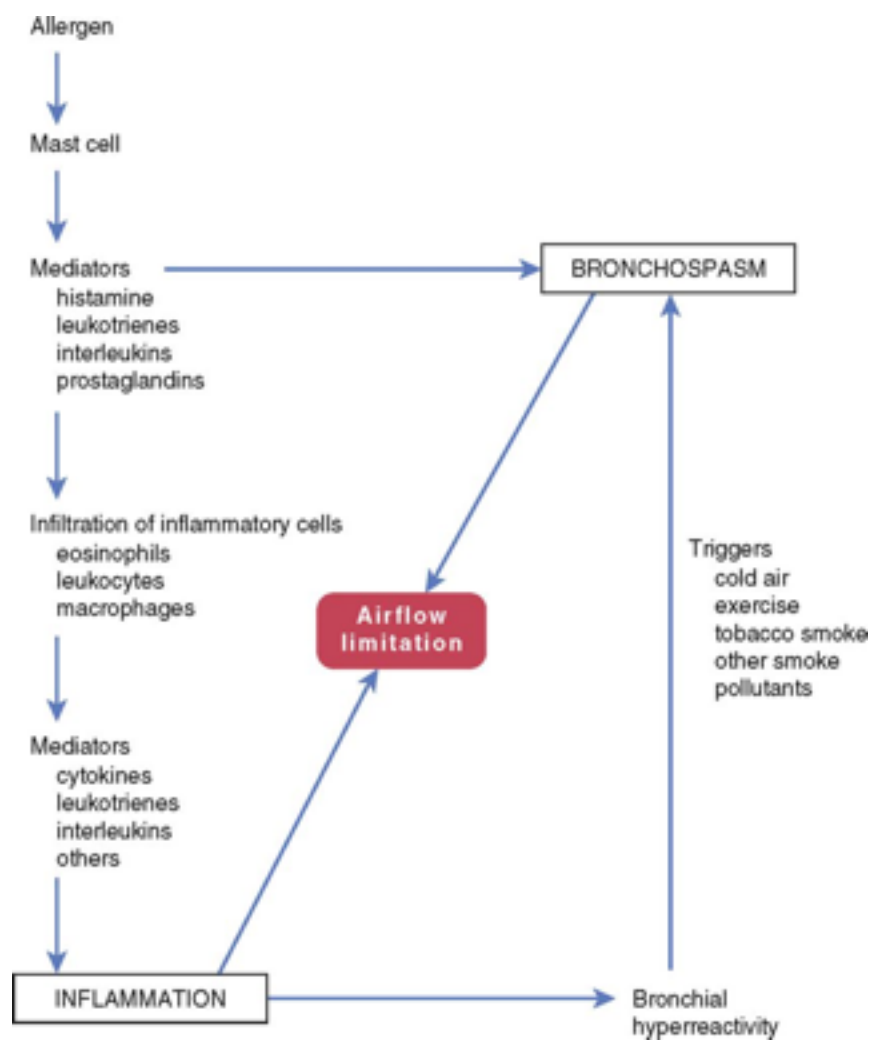 Allergen
Mast cell
Mediators
histamine
leukotrienes
interleukins
prostaglandins
BRONCHOSPASM
Infiltration of inflammatory cells
eosinophils
leukocytes
macrophages
Airflow
limitation
Triggers
cold air
exercise
tobacco smoke
other smoke
pollutants
Mediators
cytokines
leukotrienes
interleukins
others
INFLAMMATION
Bronchial
hyperreactivity